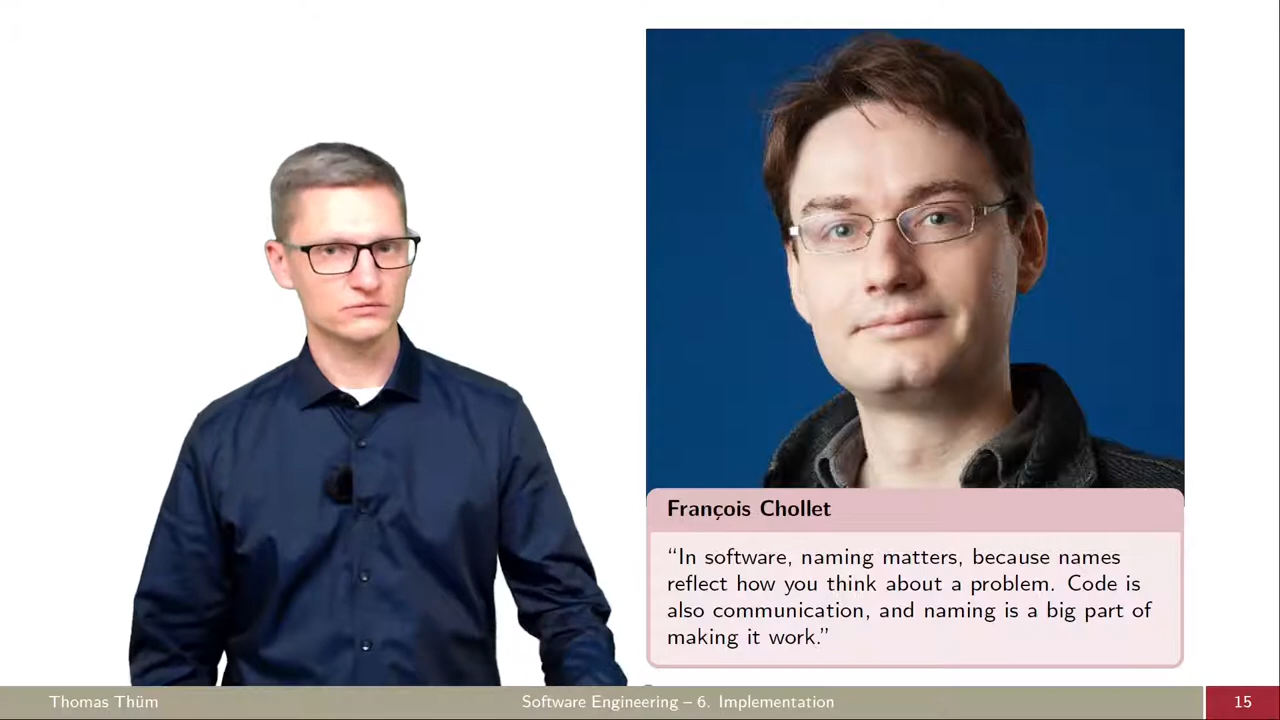 François Chollet
“In software, naming matters, because names
reflect how you think about a problem. Code is
also communication, and naming is a big part of
making it work.”
Thomas Thüm
Software Engineering – 6. Implementation
15